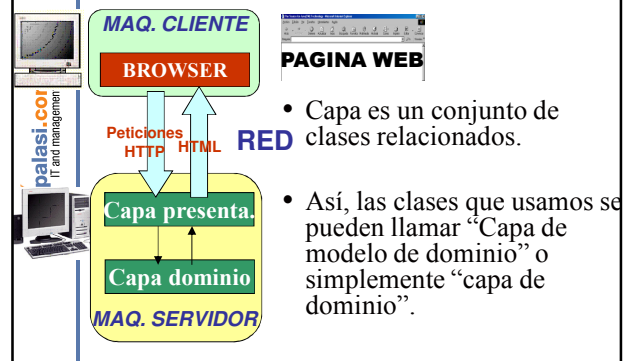 MAQ. CLIENTE
BROWSER
PAGINA WEB
palasi.com
IT and management
Peticiones
HTTP
HTML
RED
Capa presenta.
Capa dominio
MAQ. SERVIDOR
• Capa es un conjunto de
clases relacionados.
• Así, las clases que usamos se
pueden llamar “Capa de
modelo de dominio” o
simplemente “capa de
dominio”.